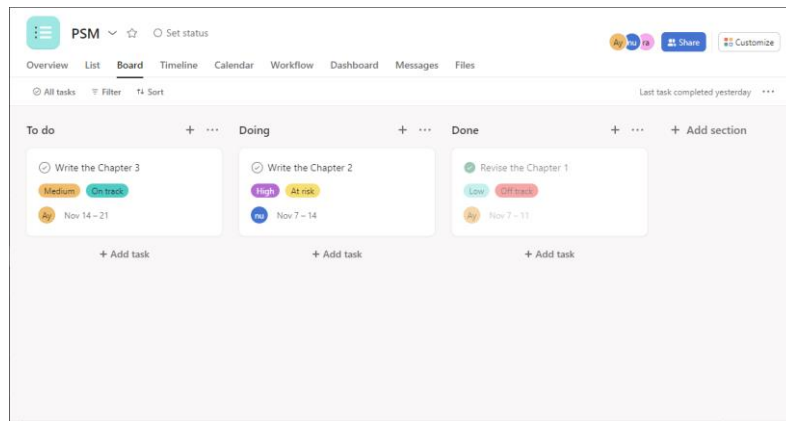 PSM Set status
Ay nu ra Share Customize
Overview List Board Timeline Calendar Workflow Dashboard Messages Files
All tasks Filter Sort Last task completed yesterday
To do
Write the Chapter 3
Medium On track
Ay Nov 14 – 21
+ Add task
Doing
Write the Chapter 2
High At risk
nu Nov 7 – 14
+ Add task
Done
Revise the Chapter 1
Low Off track
Ay Nov 7 – 11
+ Add task
+ Add section